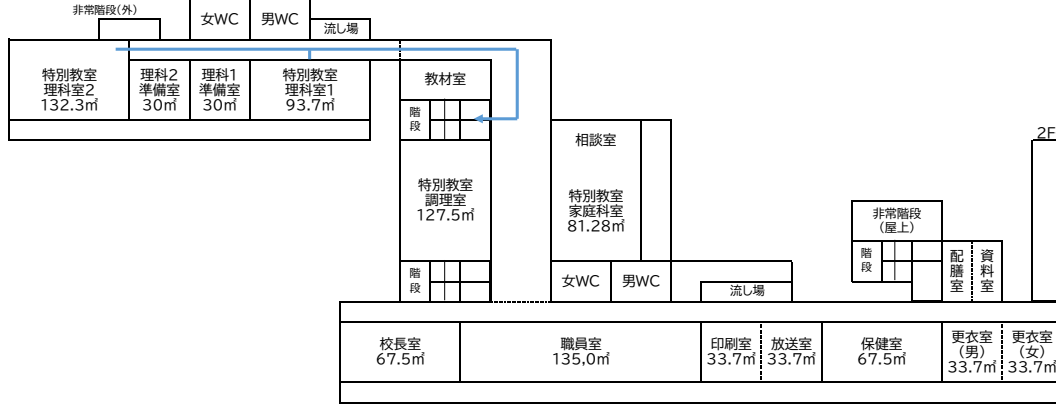 非常階段(外)
女WC
男WC
流し場
特別教室
理科室2
132.3㎡
理科2
準備室
30㎡
理科1
準備室
30㎡
特別教室
理科室1
93.7㎡
教材室
階
段
相談室
2F
特別教室
調理室
127.5㎡
特別教室
家庭科室
81.28㎡
非常階段
(屋上)
階
段
配
膳
室
資
料
室
階
段
女WC
男WC
流し場
校長室
67.5㎡
職員室
135,0㎡
印刷室
33.7㎡
放送室
33.7㎡
保健室
67.5㎡
更衣室
(男)
33.7㎡
更衣室
(女)
33.7㎡